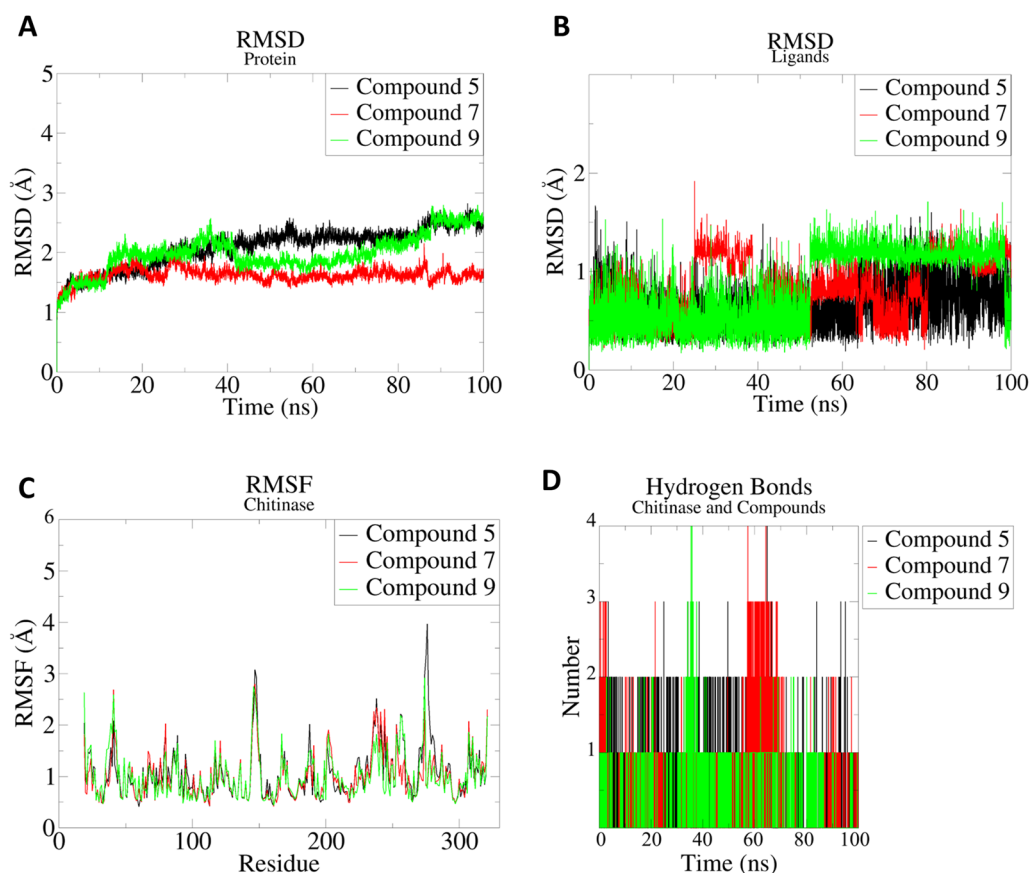 A
RMSD
Protein
5
4
3
2
1
0
RMSD (Å)
Compound 5
Compound 7
Compound 9
0 20 40 60 80 100
Time (ns)
B
RMSD
Ligands
2
1
0
RMSD (Å)
Compound 5
Compound 7
Compound 9
0 20 40 60 80 100
Time (ns)
C
RMSF
Chitinase
6
5
4
3
2
1
0
RMSF (Å)
Compound 5
Compound 7
Compound 9
0 100 200 300
Residue
D
Hydrogen Bonds
Chitinase and Compounds
4
3
2
1
Number
Compound 5
Compound 7
Compound 9
0 20 40 60 80 100
Time (ns)